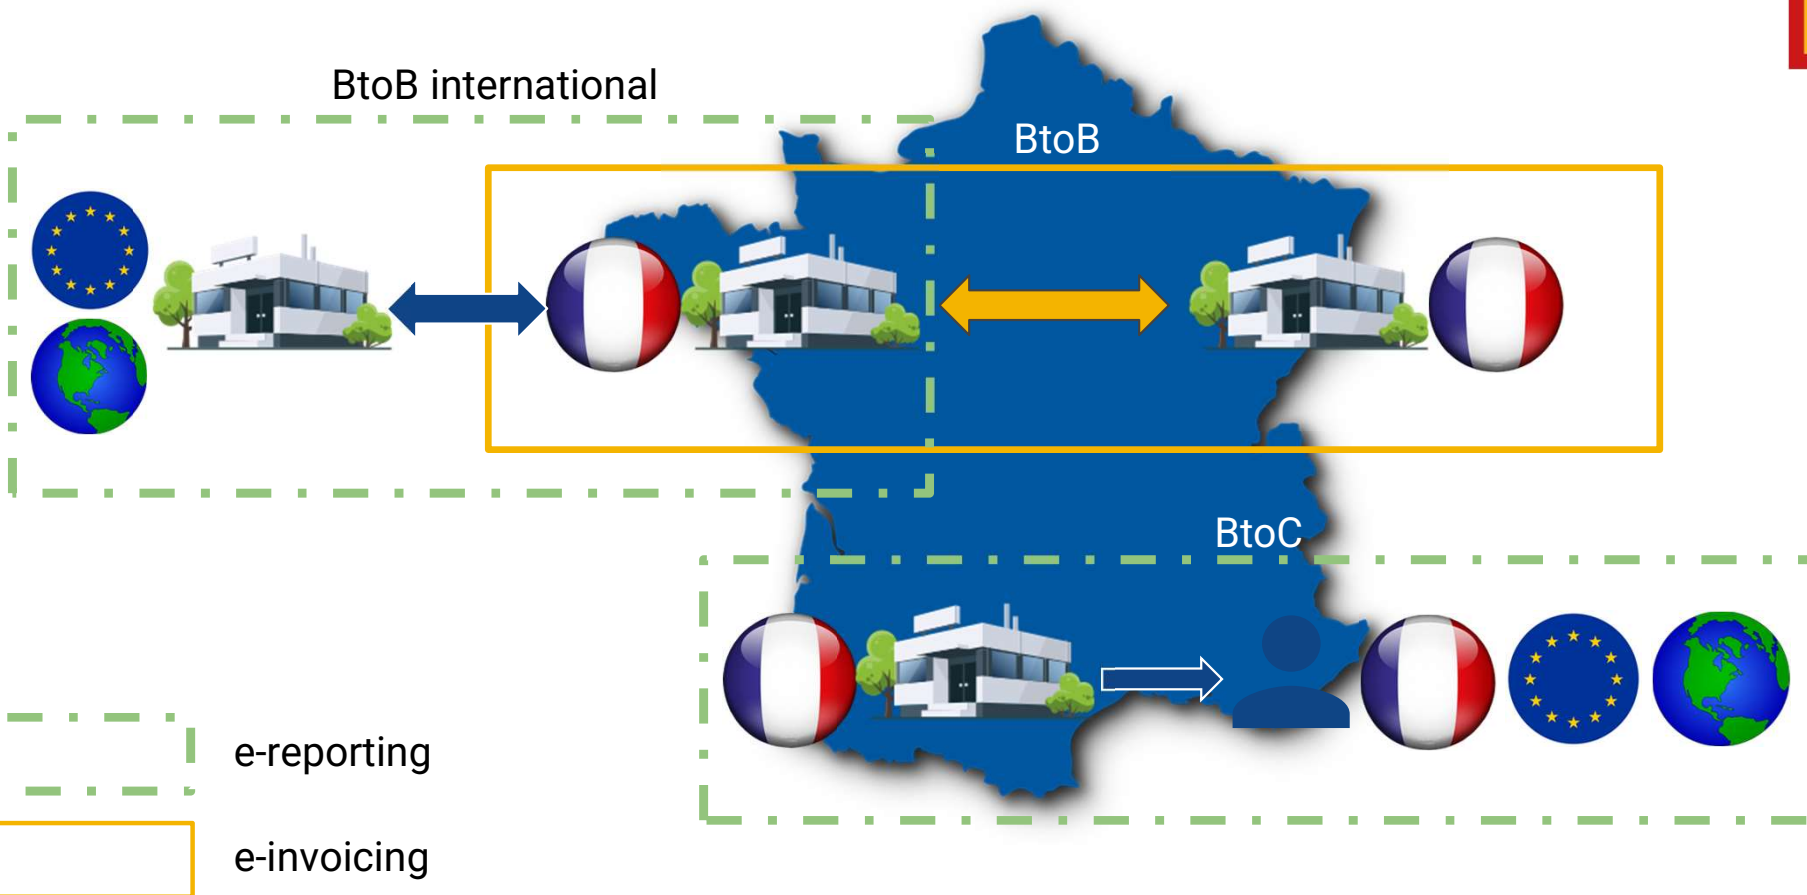 BtoB international
BtoB
BtoC
e-reporting
e-invoicing